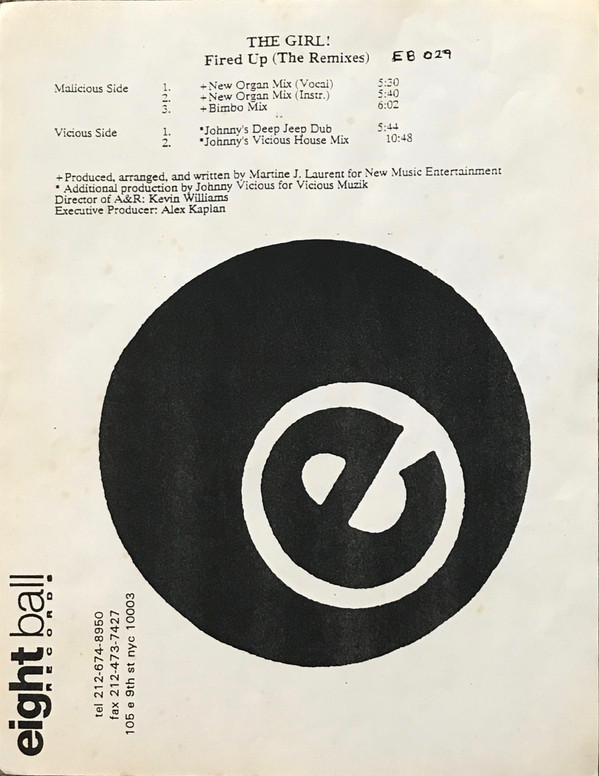 THE GIRL!
Fired Up (The Remixes) EB 029
Malicious Side 1. +New Organ Mix (Vocal) 5:30
2. +New Organ Mix (Instr.) 5:40
3. +Bimbo Mix 6:02
Vicious Side 1. *Johnny's Deep Jeep Dub 5:44
2. *Johnny's Vicious House Mix 10:48
+Produced, arranged, and written by Martine J. Laurent for New Music Entertainment
* Additional production by Johnny Vicious for Vicious Muzik
Director of A&R: Kevin Williams
Executive Producer: Alex Kaplan
e
eight ball
RECORDS
tel 212-674-8950
fax 212-473-7427
105 e 9th st nyc 10003